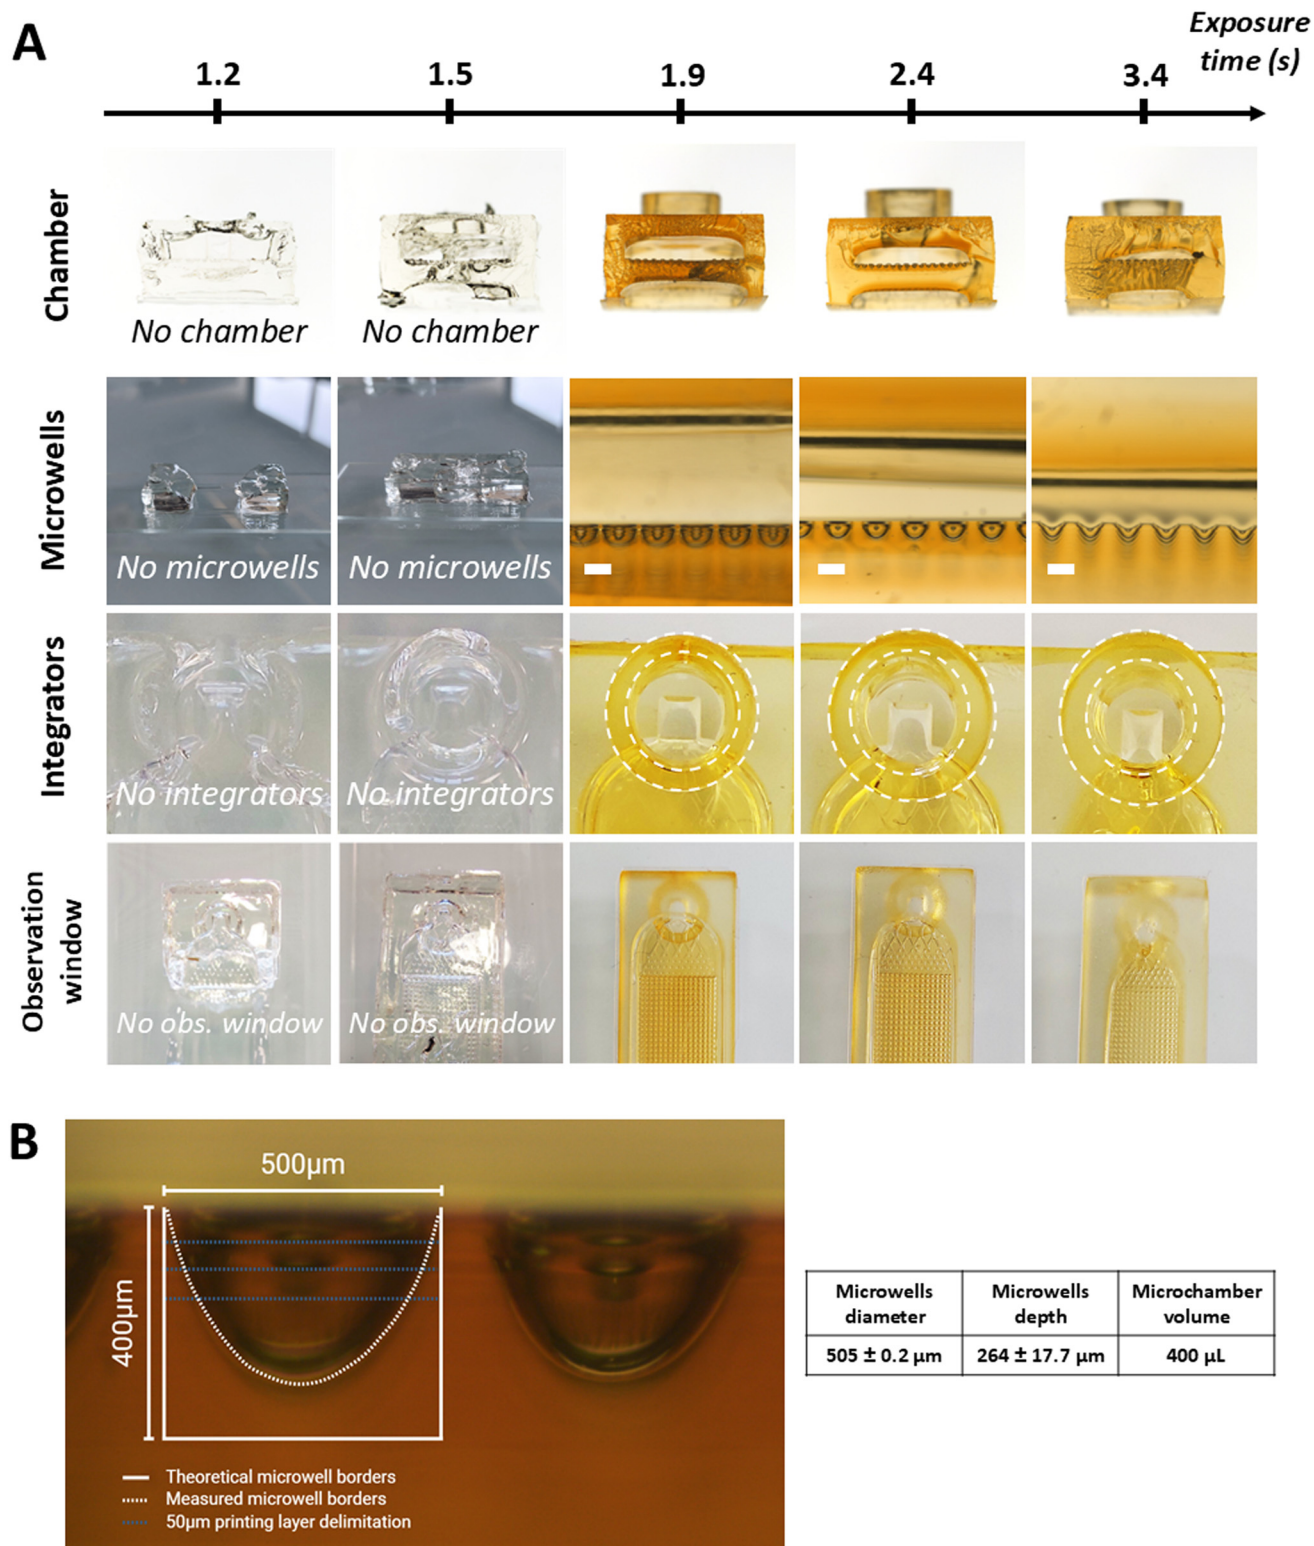 A
Exposure
time (s)
1.2
1.5
1.9
2.4
3.4
Chamber
No chamber
No chamber
Microwells
No microwells
No microwells
Integrators
No integrators
No integrators
Observation
window
No obs. window
No obs. window
B
500µm
400µm
Theoretical microwell borders
Measured microwell borders
50µm printing layer delimitation
Microwells
diameter
Microwells
depth
Microchamber
volume
505 ± 0.2 µm
264 ± 17.7 µm
400 µL